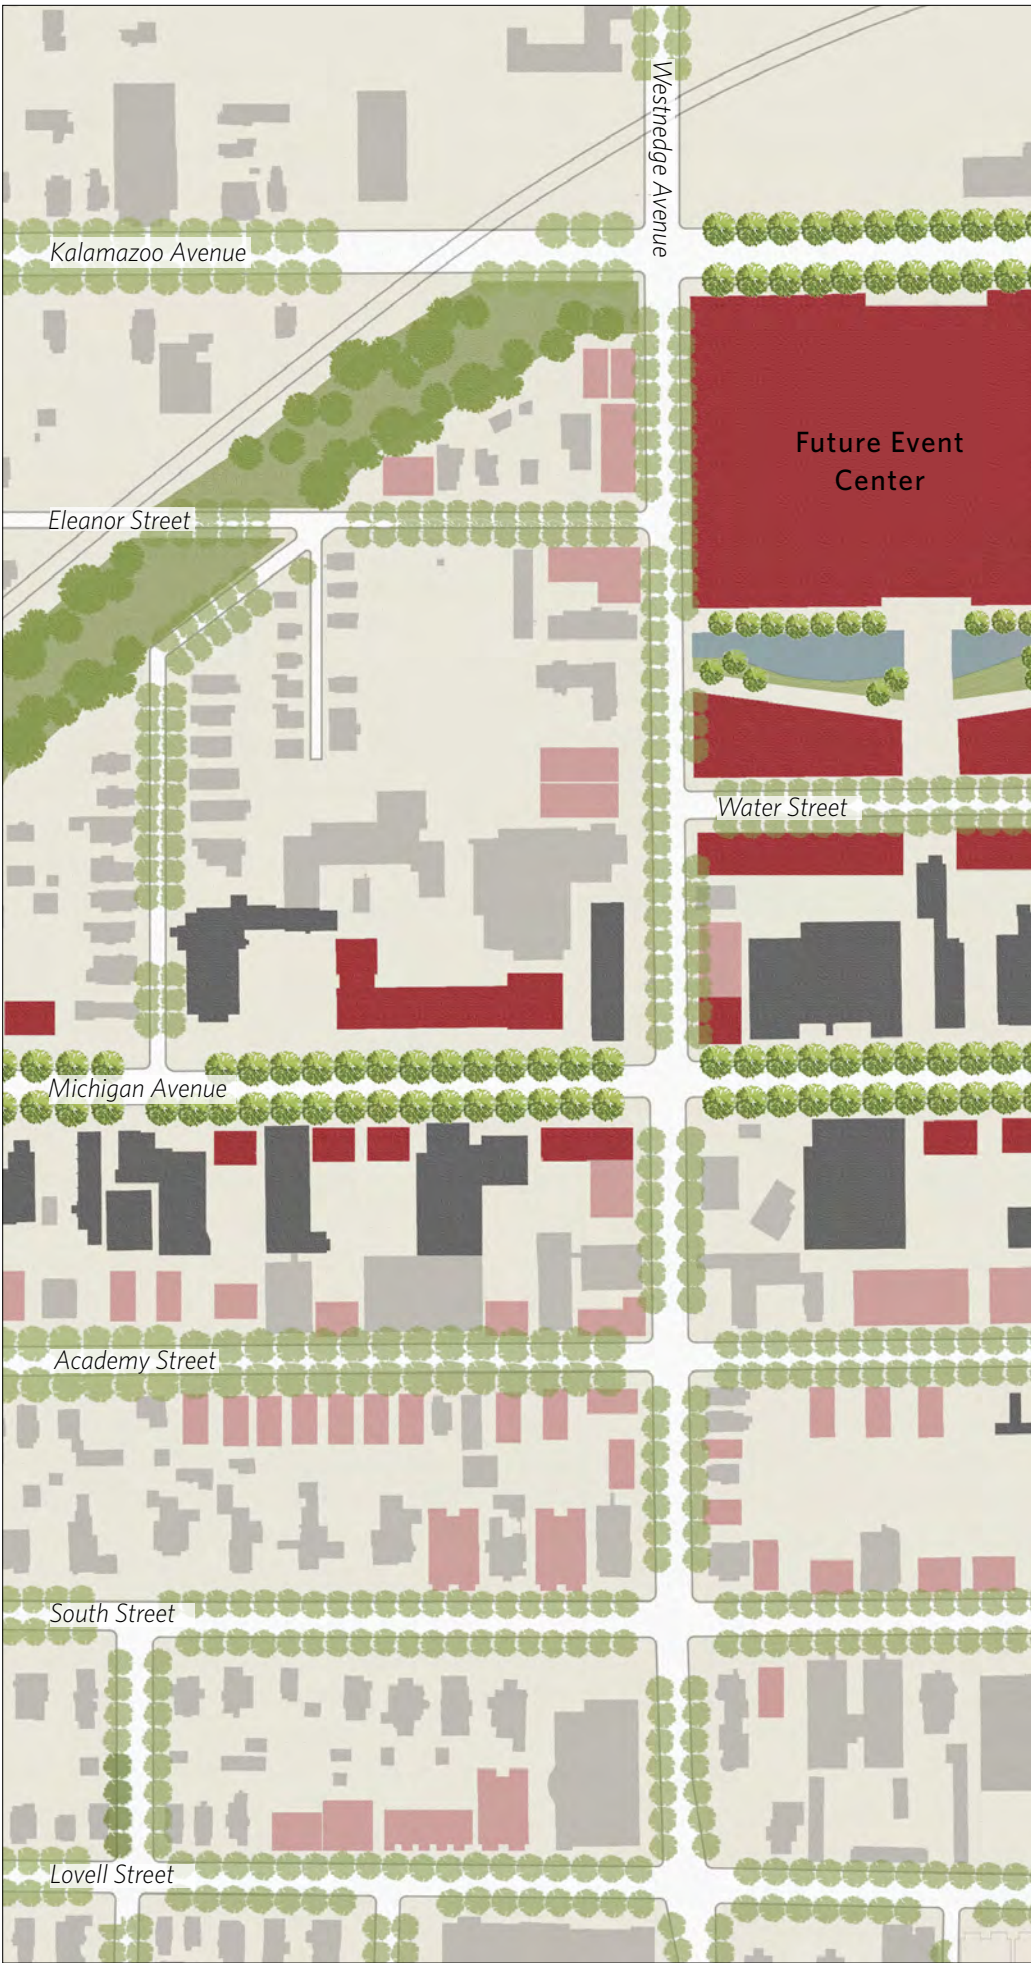 Westnedge Avenue
Kalamazoo Avenue
Future Event
Center
Eleanor Street
Water Street
Michigan Avenue
Academy Street
South Street
Lovell Street